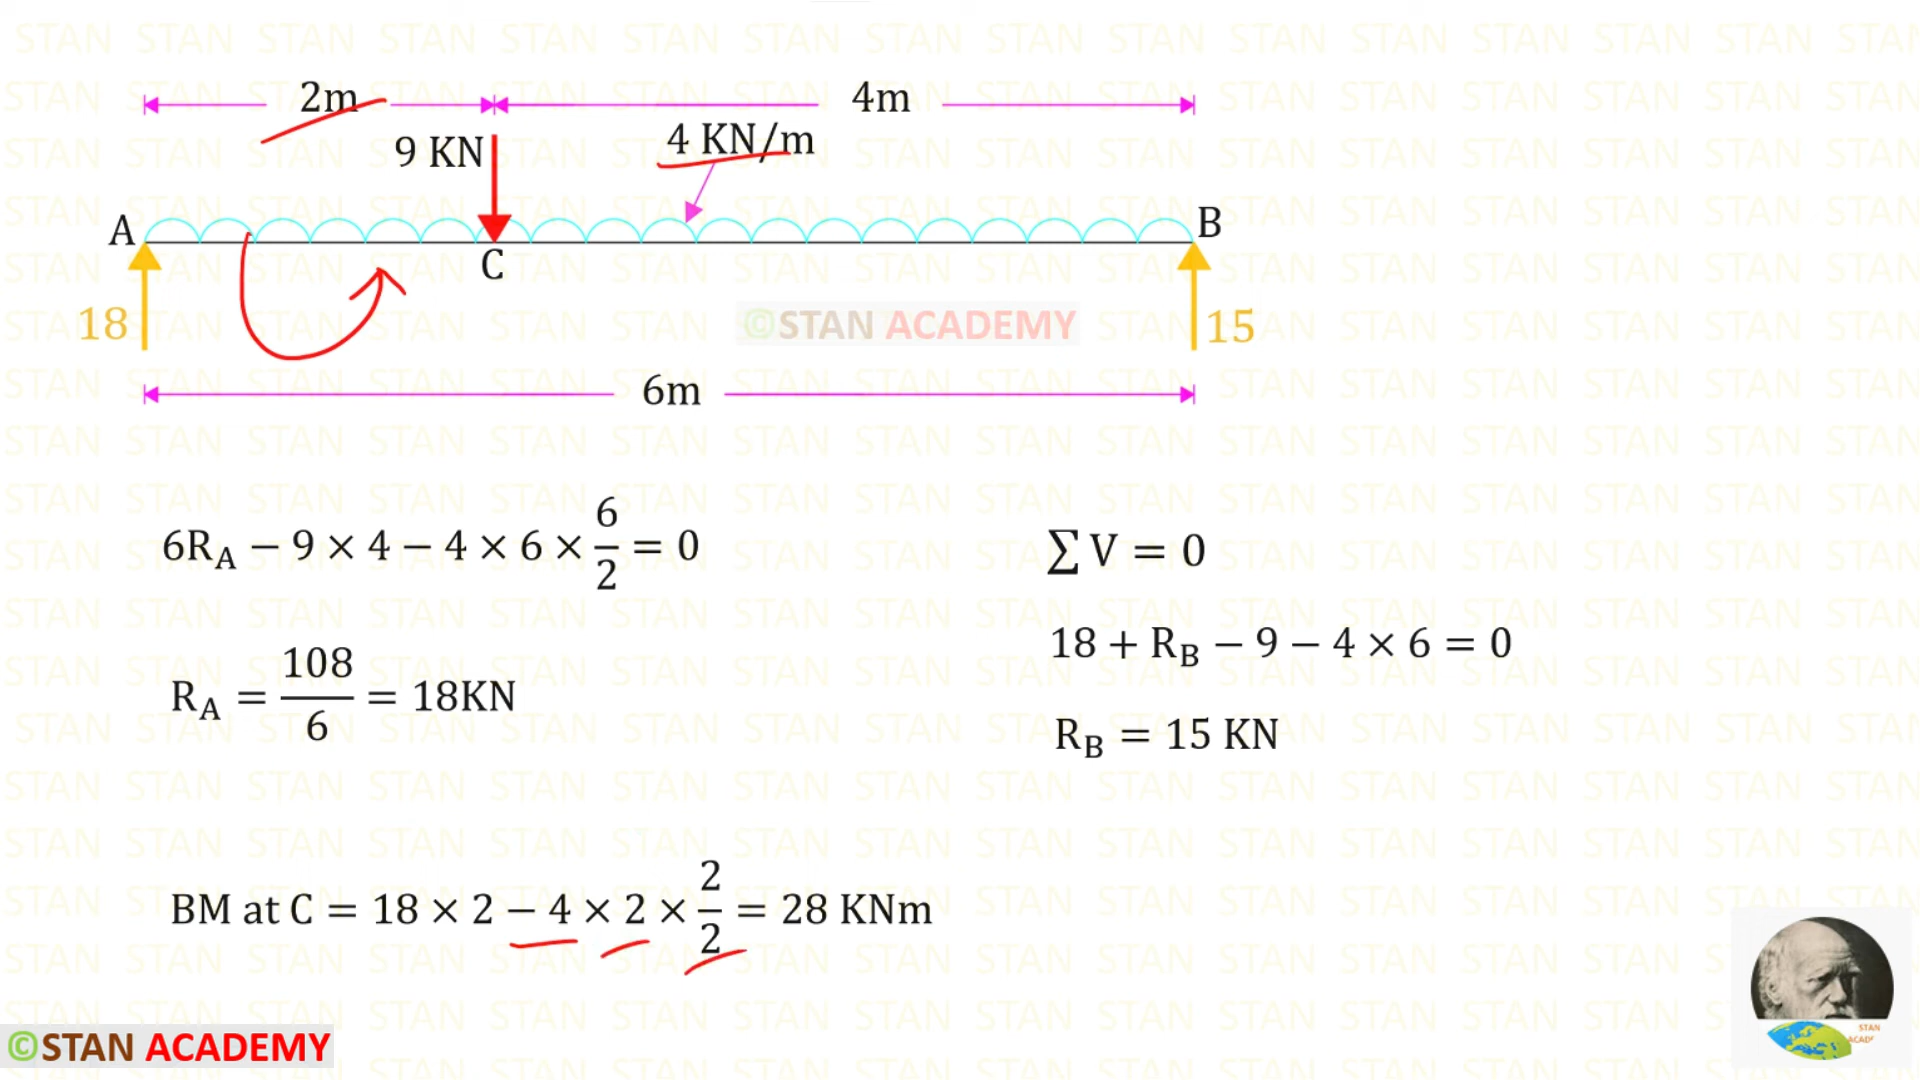 2m
4m
9 KN
4 KN/m
A
B
C
18
©STAN ACADEMY
15
6m
6R_A − 9 × 4 − 4 × 6 × 6/2 = 0
∑ V = 0
18 + R_B − 9 − 4 × 6 = 0
R_A = 108/6 = 18KN
R_B = 15 KN
BM at C = 18 × 2 − 4 × 2 × 2/2 = 28 KNm
©STAN ACADEMY
STAN